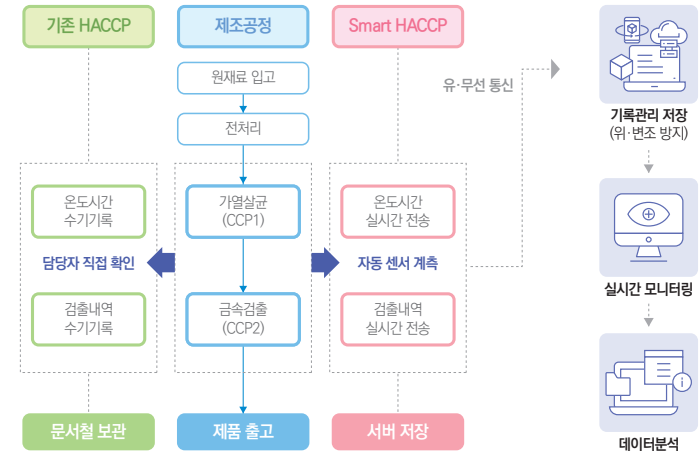 기존 HACCP
제조공정
Smart HACCP
원재료 입고
전처리
유·무선 통신
기록관리 저장
(위·변조 방지)
온도시간
수기기록
가열살균
(CCP1)
온도시간
실시간 전송
담당자 직접 확인
자동 센서 계측
실시간 모니터링
검출내역
수기기록
금속검출
(CCP2)
검출내역
실시간 전송
문서철 보관
제품 출고
서버 저장
데이터분석